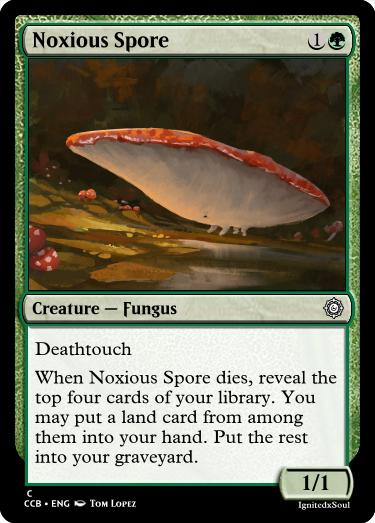 Noxious Spore 1
Creature — Fungus
Deathtouch
When Noxious Spore dies, reveal the
top four cards of your library. You
may put a land card from among
them into your hand. Put the rest
into your graveyard.
1/1
C
CCB • ENG Tom Lopez
IgnitedxSoul